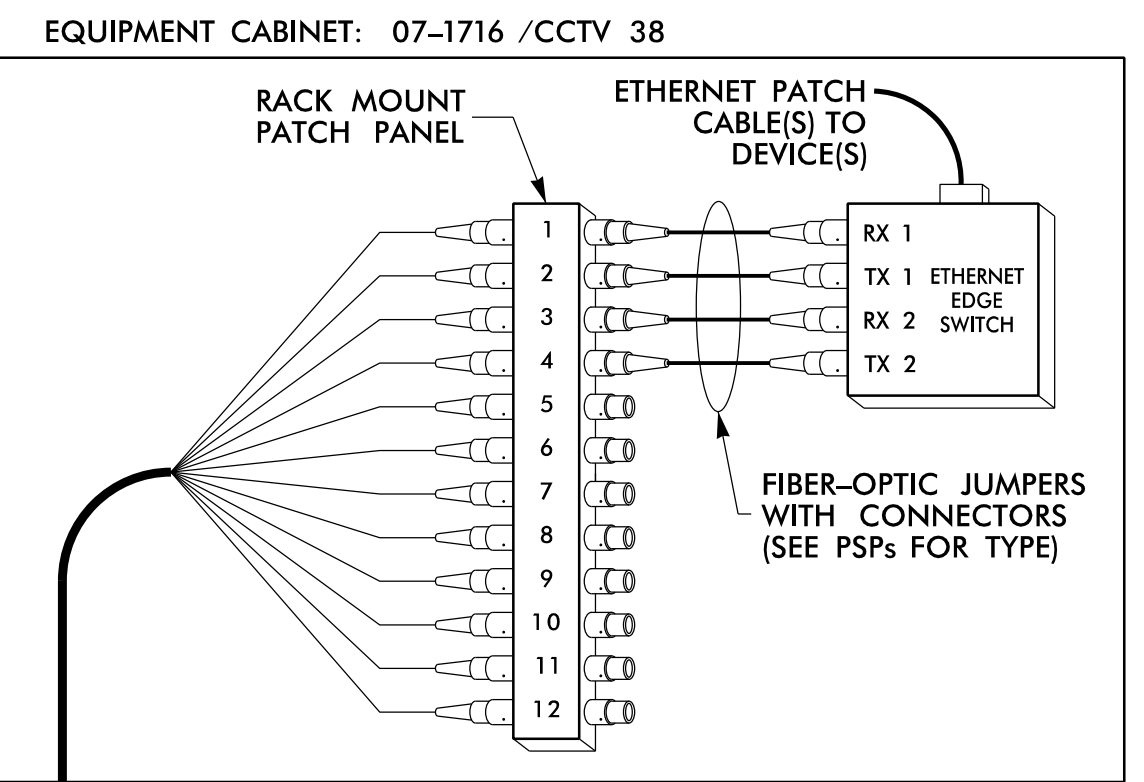 EQUIPMENT CABINET: 07–1716 /CCTV 38
RACK MOUNT
PATCH PANEL
ETHERNET PATCH
CABLE(S) TO
DEVICE(S)
1
2
3
4
5
6
7
8
9
10
11
12
RX 1
TX 1
RX 2
TX 2
ETHERNET
EDGE
SWITCH
FIBER–OPTIC JUMPERS
WITH CONNECTORS
(SEE PSPs FOR TYPE)